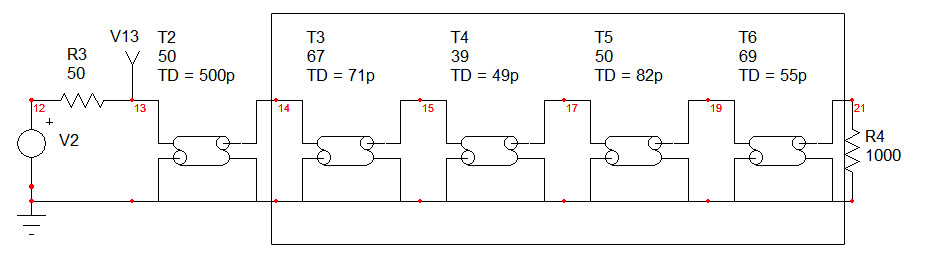 V13
T2
T3
T4
T5
T6
R3
50
67
39
50
69
50
TD = 500p
TD = 71p
TD = 49p
TD = 82p
TD = 55p
12
13
14
15
17
19
21
+
V2
R4
1000